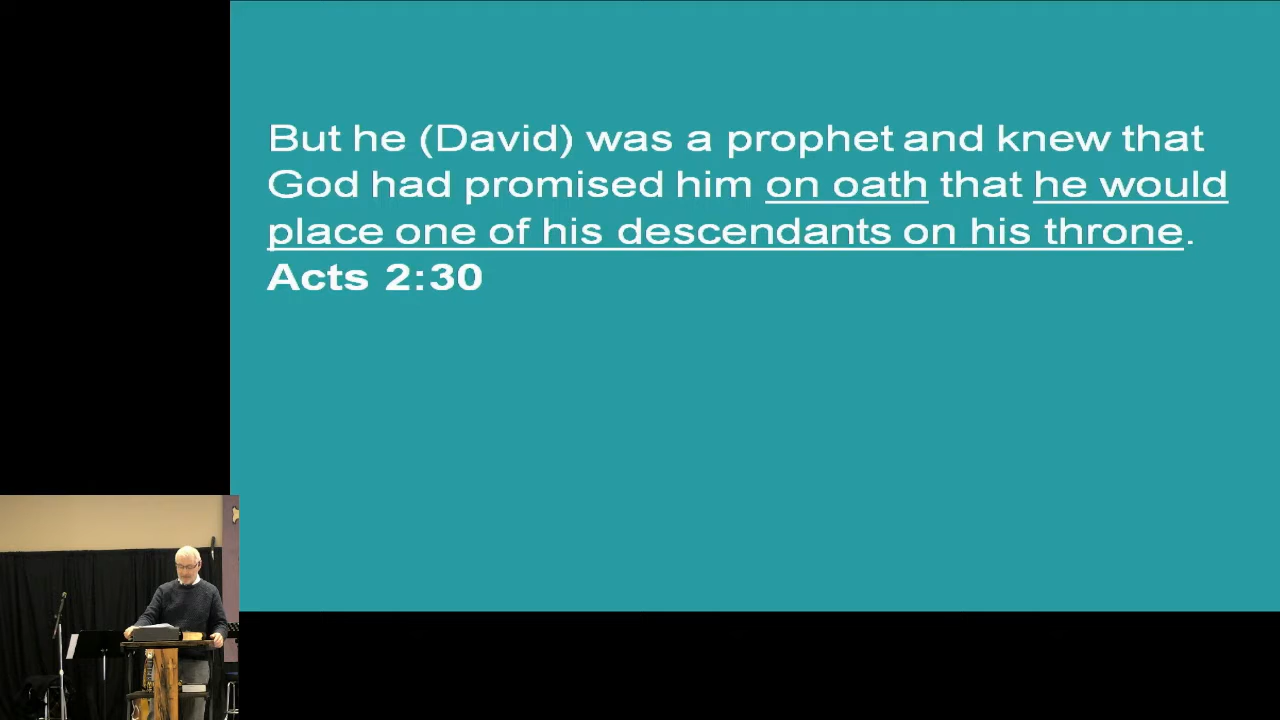 But he (David) was a prophet and knew that
God had promised him on oath that he would
place one of his descendants on his throne.
Acts 2:30